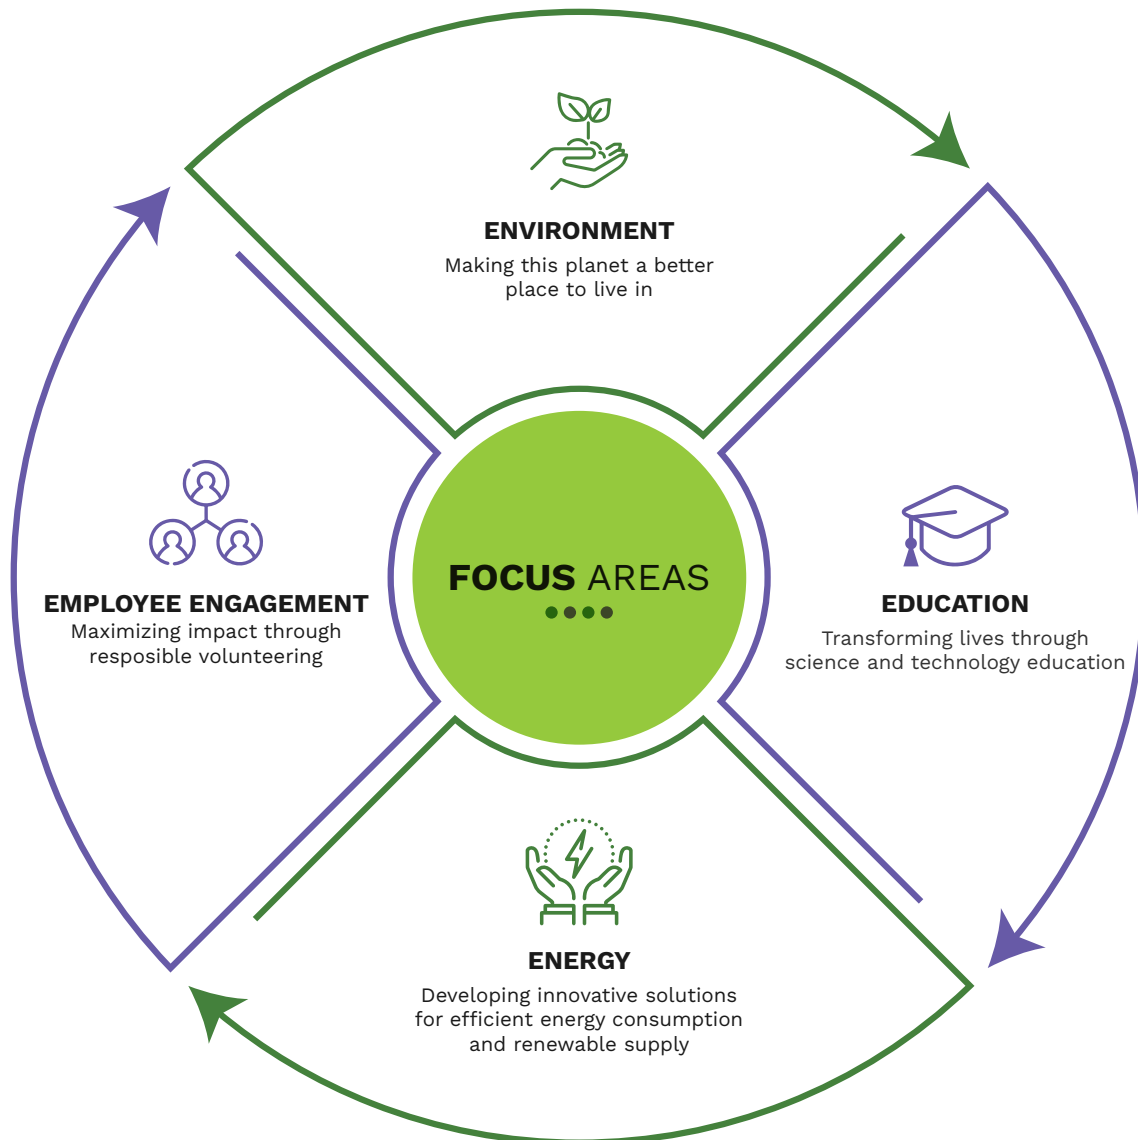 ENVIRONMENT
Making this planet a better
place to live in
FOCUS AREAS
EMPLOYEE ENGAGEMENT
Maximizing impact through
resposible volunteering
EDUCATION
Transforming lives through
science and technology education
ENERGY
Developing innovative solutions
for efficient energy consumption
and renewable supply